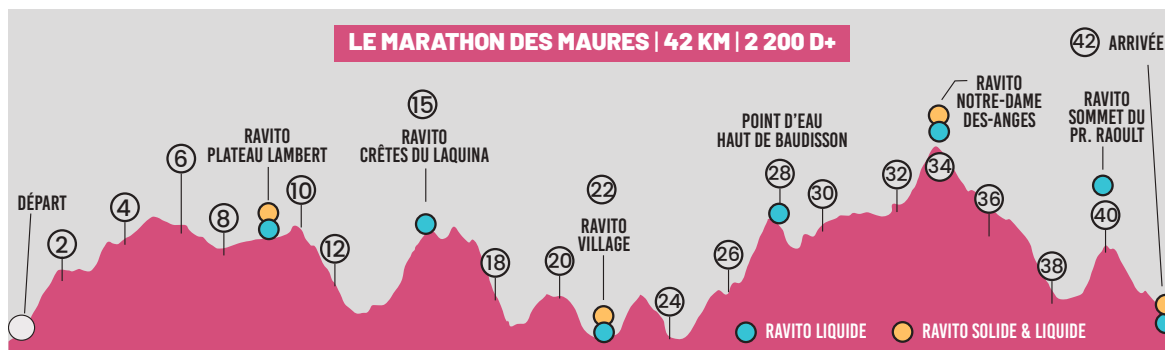 LE MARATHON DES MAURES | 42 KM | 2 200 D+
42 ARRIVÉE
15
RAVITO
CRÊTES DU LAQUINA
RAVITO
NOTRE-DAME
DES-ANGES
RAVITO
SOMMET DU
PR. RAOULT
POINT D'EAU
HAUT DE BAUDISSON
RAVITO
PLATEAU LAMBERT
22
RAVITO
VILLAGE
DÉPART
2
4
6
8
10
12
18
20
24
26
28
30
32
34
36
38
40
RAVITO LIQUIDE
RAVITO SOLIDE & LIQUIDE